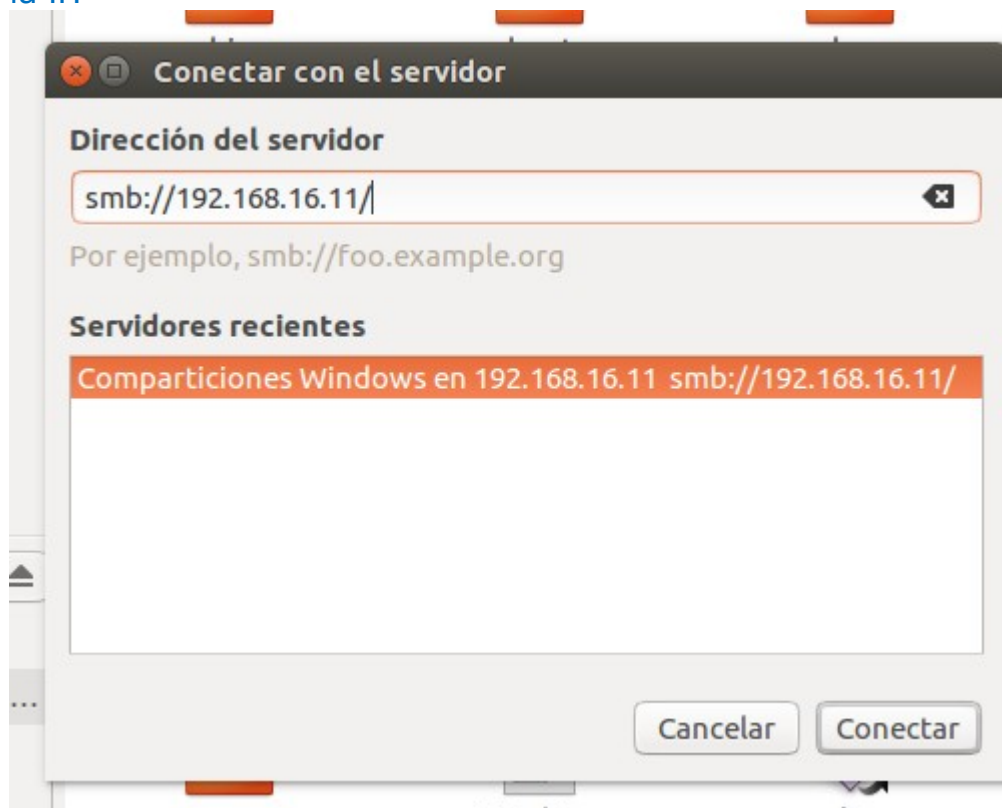 Conectar con el servidor
Dirección del servidor
smb://192.168.16.11/
Por ejemplo, smb://foo.example.org
Servidores recientes
Comparticiones Windows en 192.168.16.11 smb://192.168.16.11/
...
Cancelar Conectar